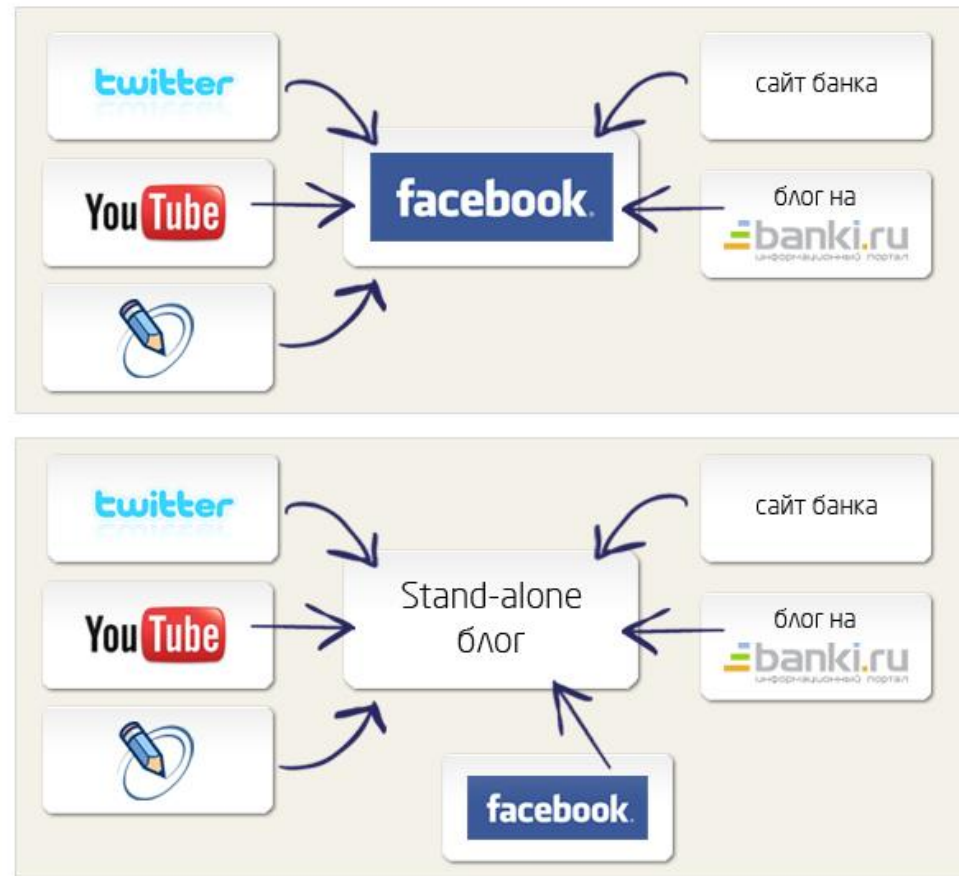 twitter
сайт банка
facebook.
You Tube
блог на
banki.ru
информационный портал
twitter
сайт банка
Stand-alone
блог
You Tube
блог на
banki.ru
информационный портал
facebook.